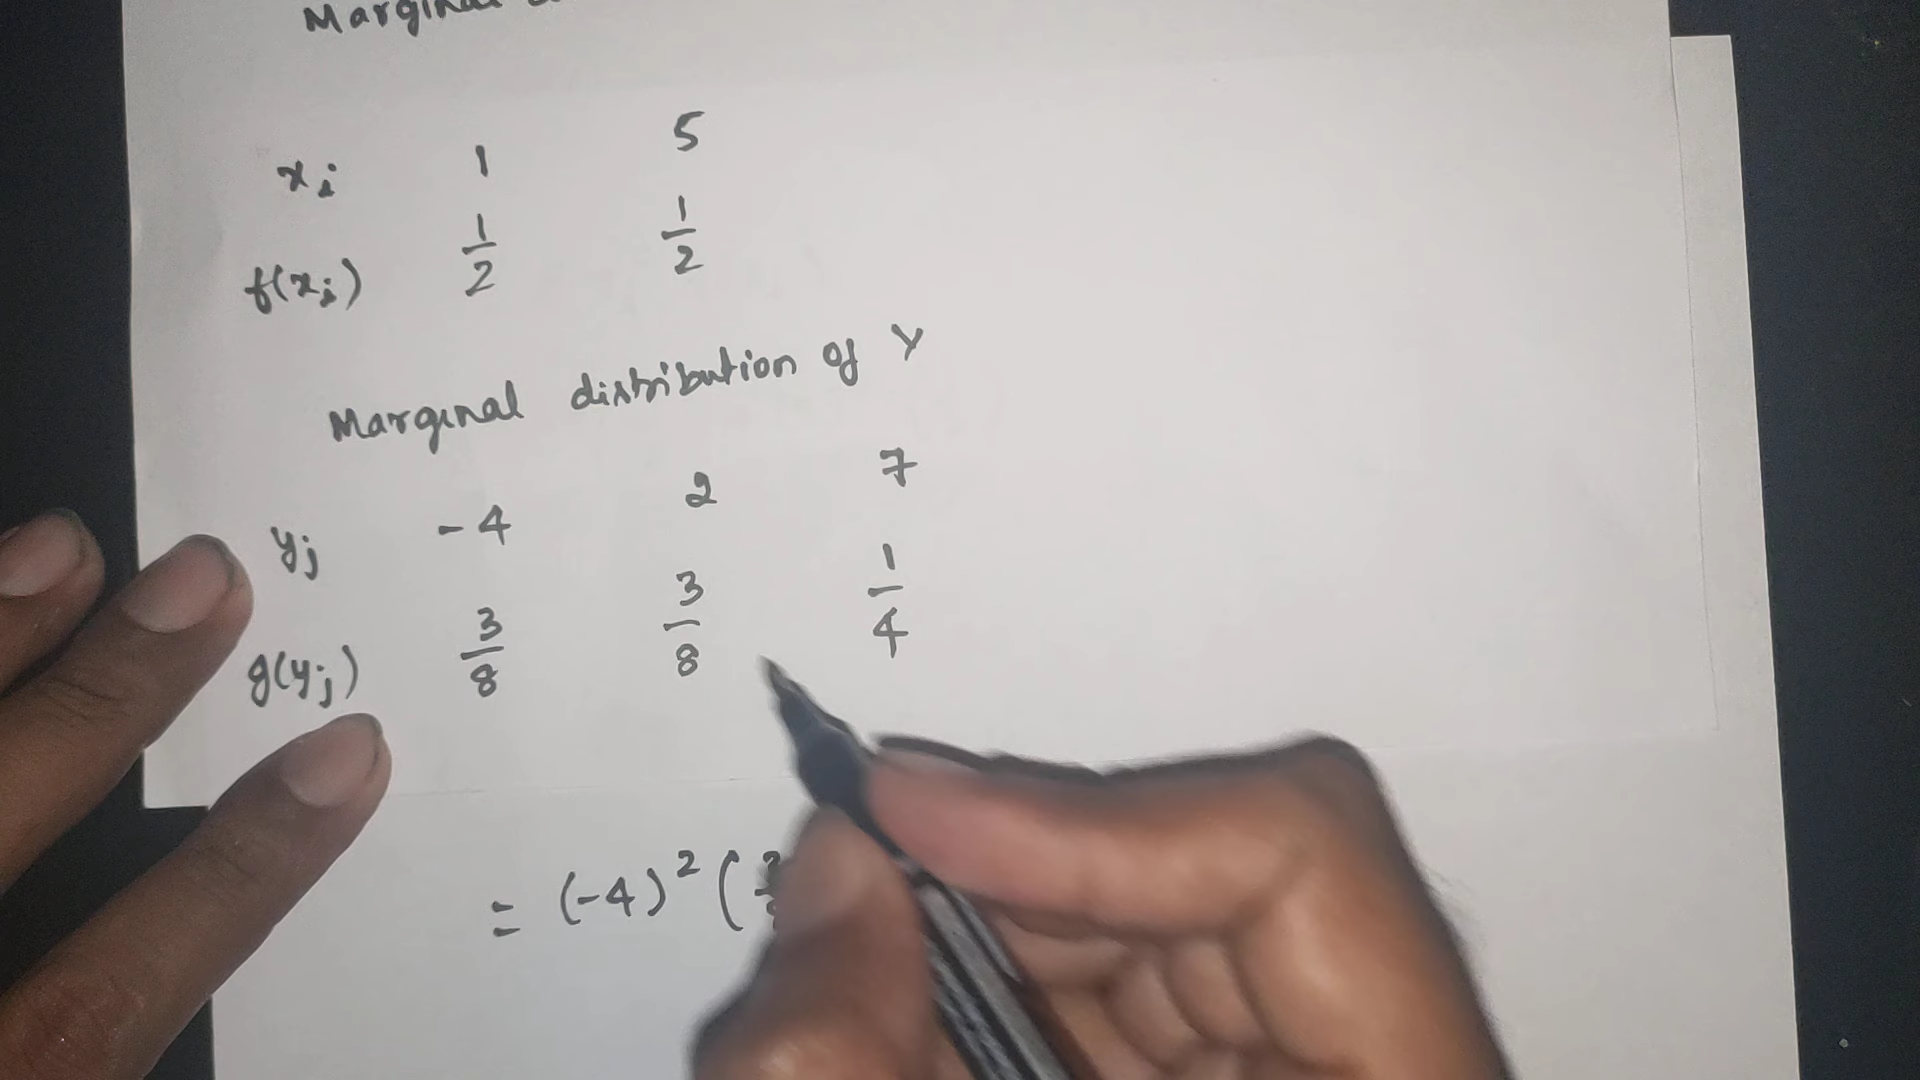 Marginal
xi 1 5
f(xi) 1/2 1/2
Marginal distribution of Y
yj -4 2 7
g(yj) 3/8 3/8 1/4
= (-4)² (